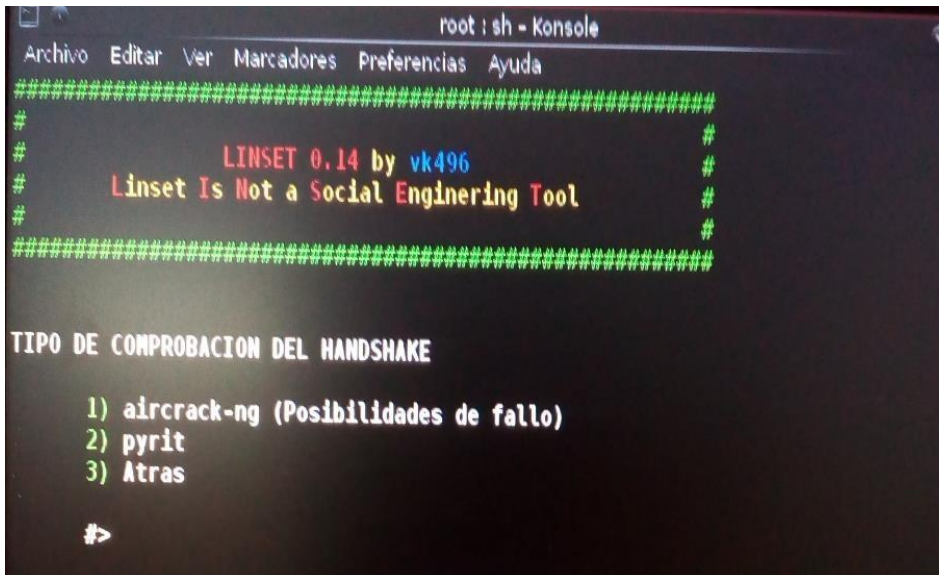 root : sh - Konsole
Archivo Editar Ver Marcadores Preferencias Ayuda
########################################################
# #
# LINSET 0.14 by vk496 #
# Linset Is Not a Social Enginering Tool #
# #
########################################################
TIPO DE COMPROBACION DEL HANDSHAKE
1) aircrack-ng (Posibilidades de fallo)
2) pyrit
3) Atras
#>